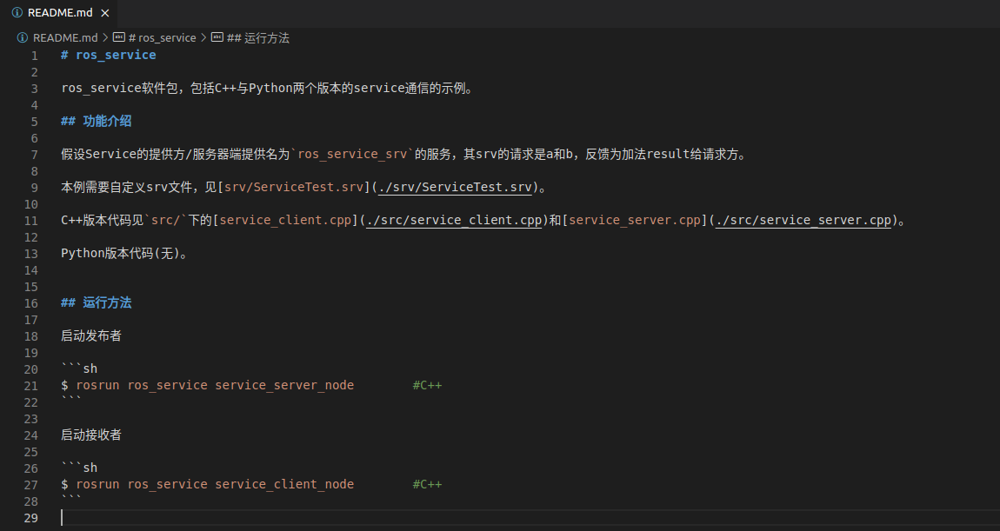 README.md
README.md > # ros_service > ## 运行方法
1 # ros_service
2
3 ros_service软件包，包括C++与Python两个版本的service通信的示例。
4
5 ## 功能介绍
6
7 假设Service的提供方/服务器端提供名为`ros_service_srv`的服务，其srv的请求是a和b，反馈为加法result给请求方。
8
9 本例需要自定义srv文件，见[srv/ServiceTest.srv](./srv/ServiceTest.srv)。
10
11 C++版本代码见`src/`下的[service_client.cpp](./src/service_client.cpp)和[service_server.cpp](./src/service_server.cpp)。
12
13 Python版本代码(无)。
14
15
16 ## 运行方法
17
18 启动发布者
19
20 ```sh
21 $ rosrun ros_service service_server_node        #C++
22 ```
23
24 启动接收者
25
26 ```sh
27 $ rosrun ros_service service_client_node        #C++
28 ```
29